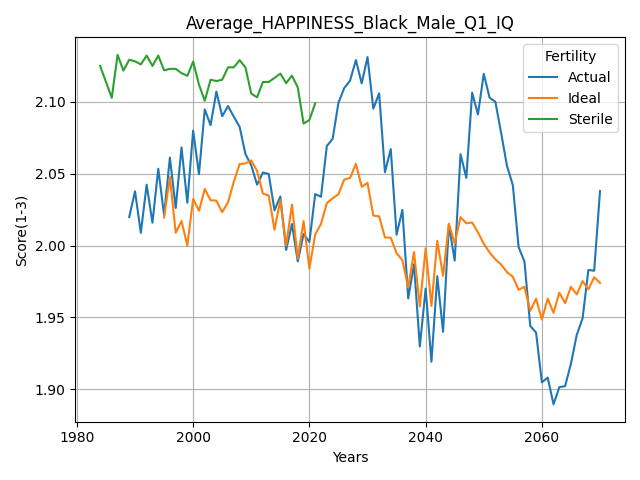 Average_HAPPINESS_Black_Male_Q1_IQ
Fertility
Actual
Ideal
Sterile
Score(1-3)
2.10
2.05
2.00
1.95
1.90
1980
2000
2020
2040
2060
Years